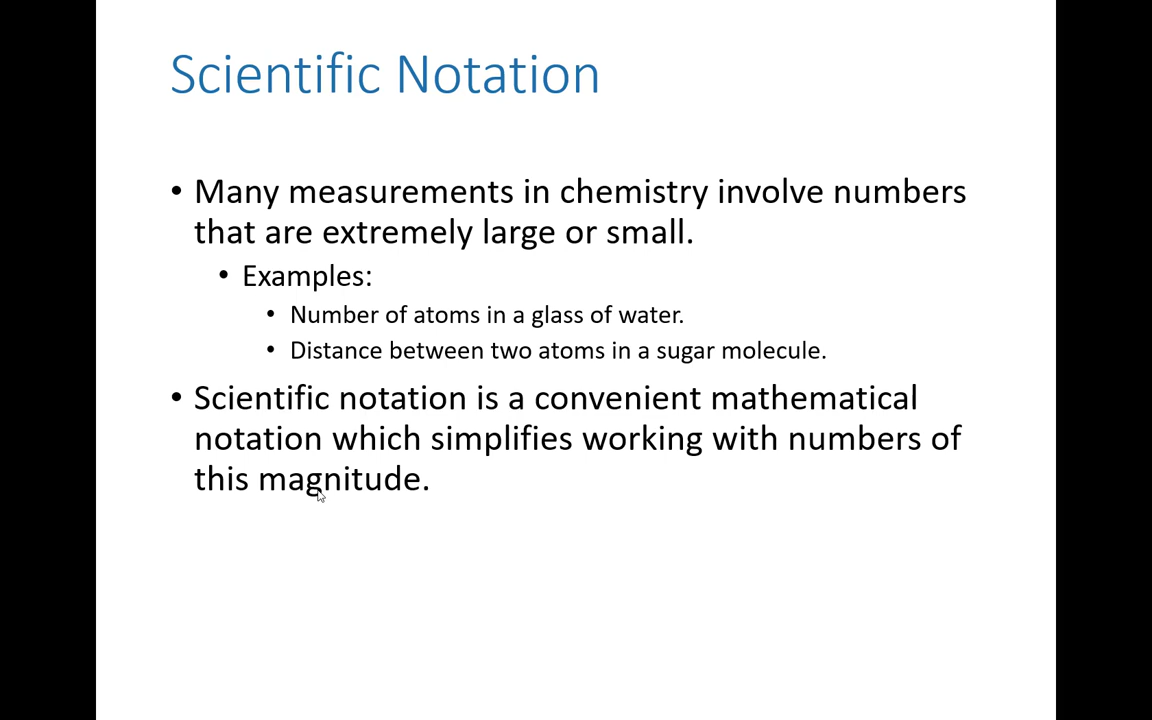 Scientific Notation
• Many measurements in chemistry involve numbers
that are extremely large or small.
• Examples:
• Number of atoms in a glass of water.
• Distance between two atoms in a sugar molecule.
• Scientific notation is a convenient mathematical
notation which simplifies working with numbers of
this magnitude.